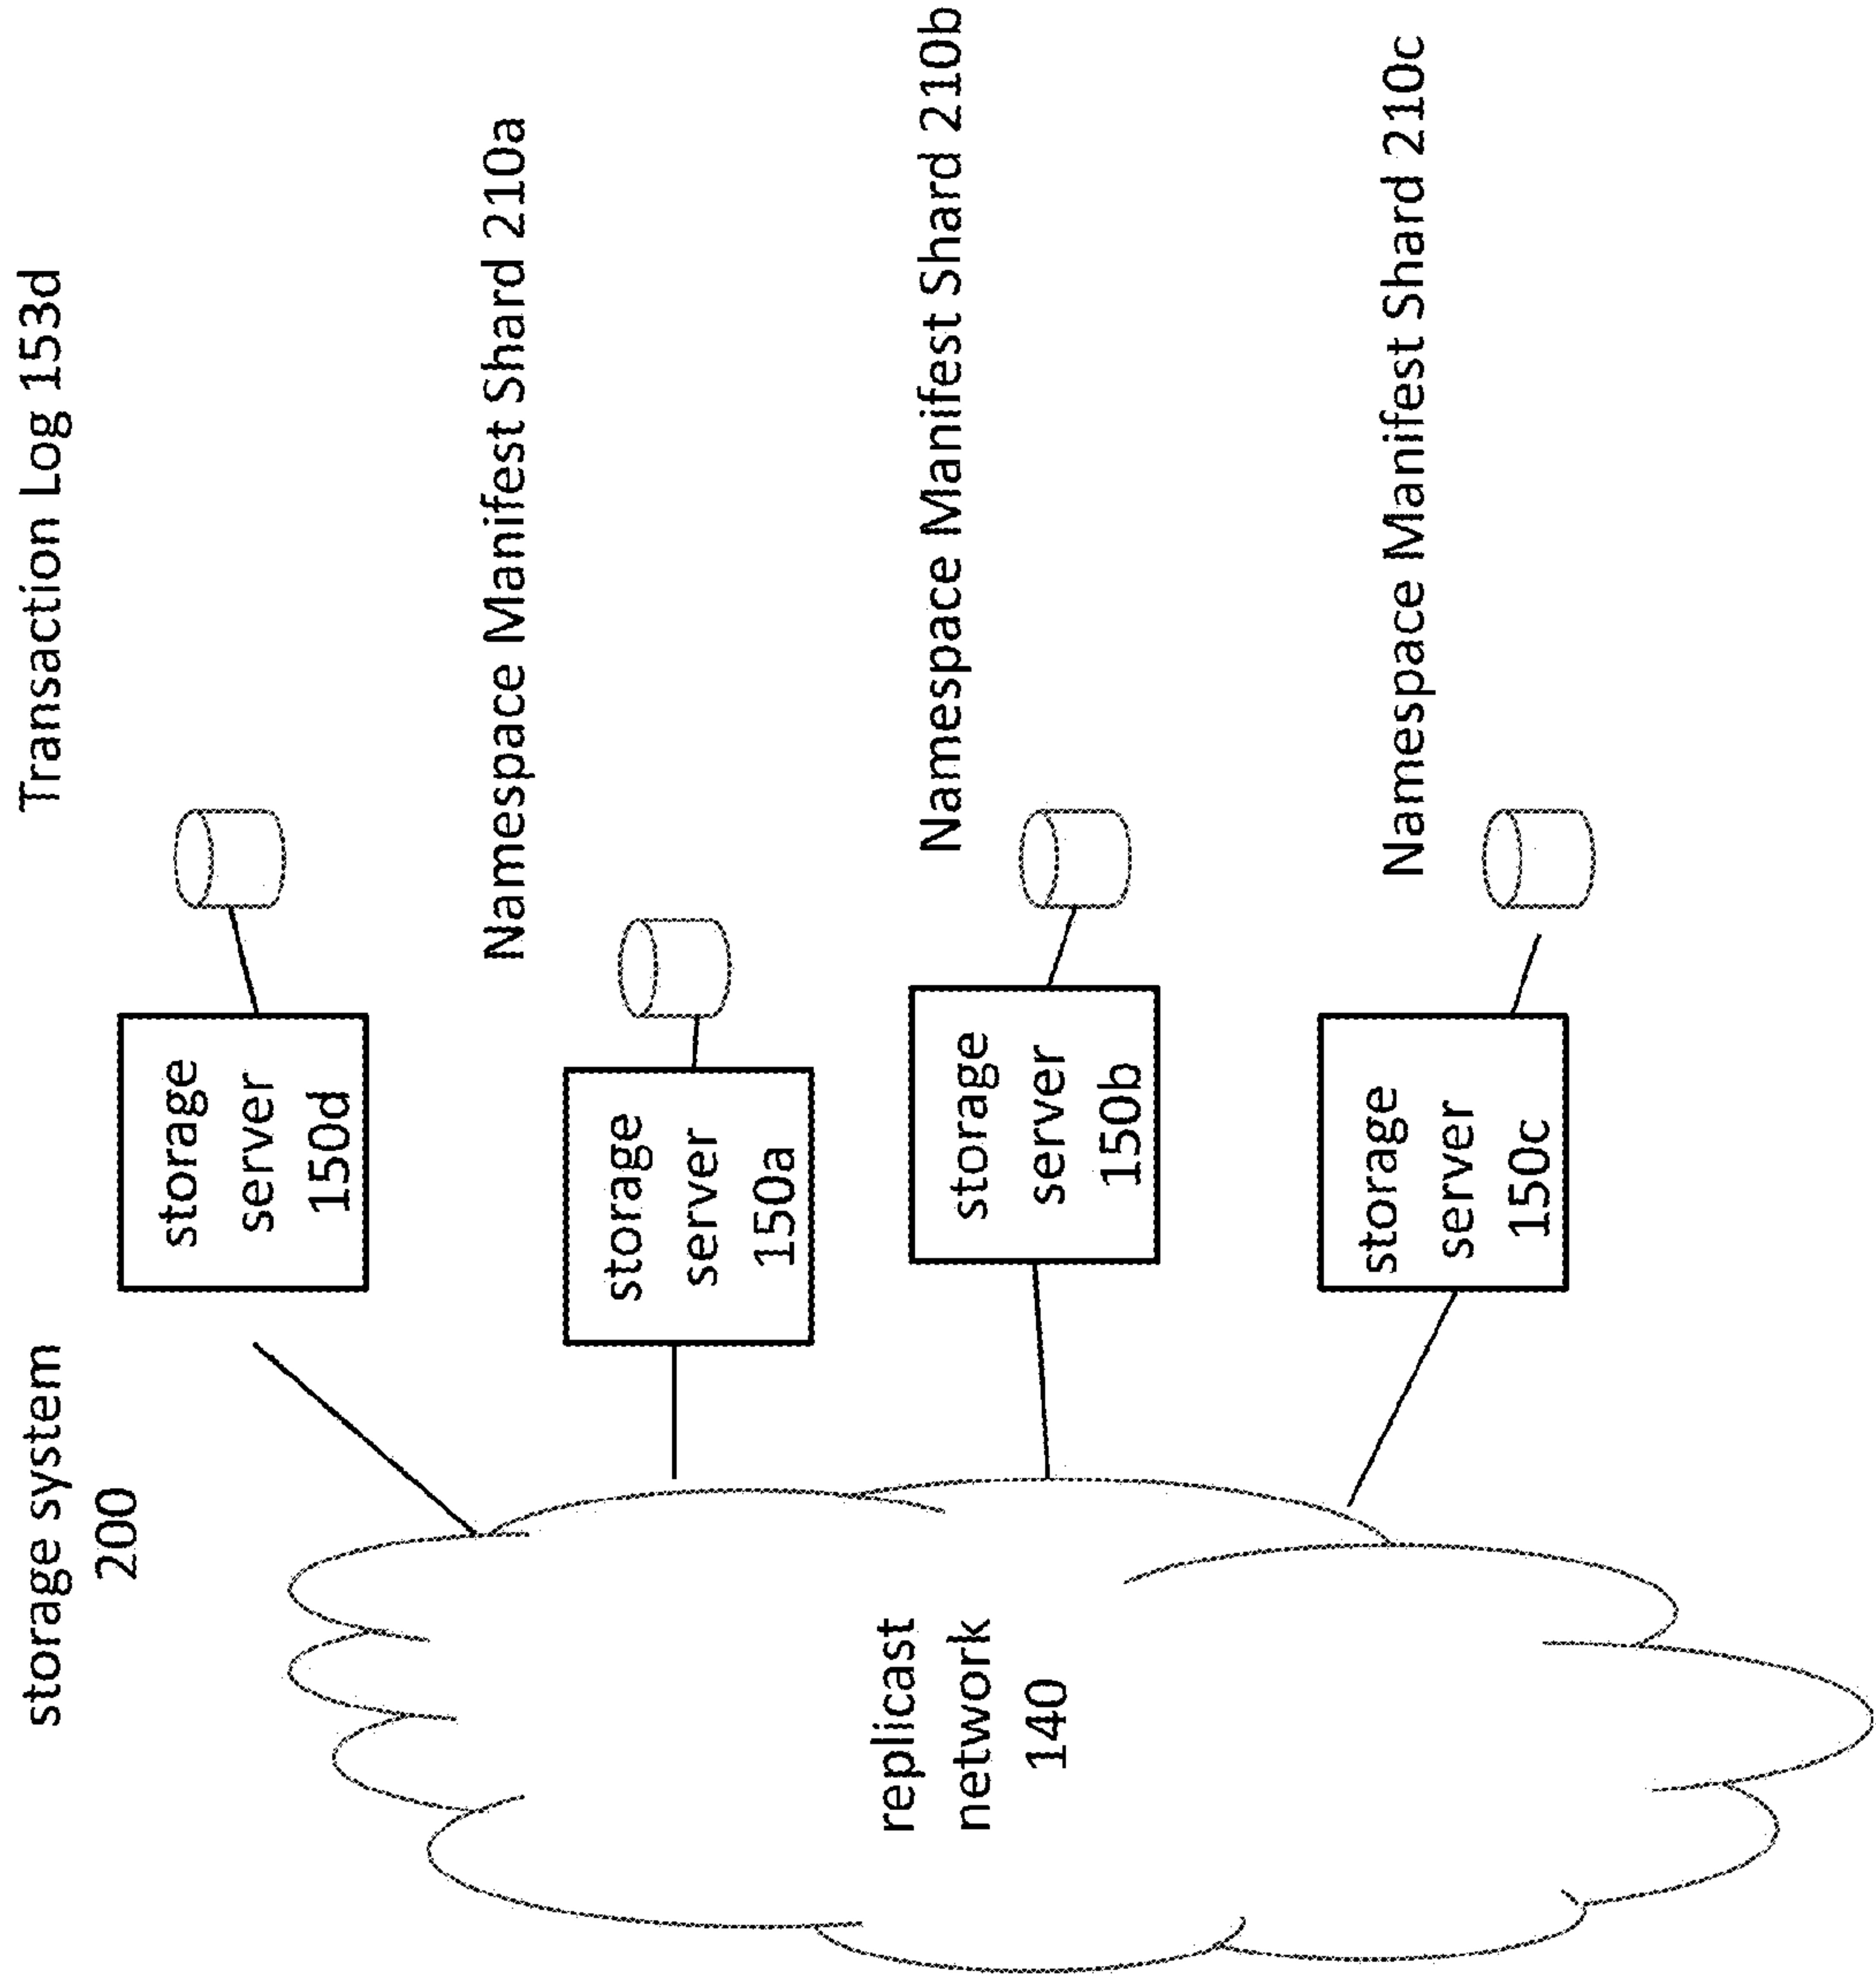 storage system
200
Transaction Log 153d
storage
server
150d
Namespace Manifest Shard 210a
storage
server
150a
replicast
network
140
Namespace Manifest Shard 210b
storage
server
150b
Namespace Manifest Shard 210c
storage
server
150c